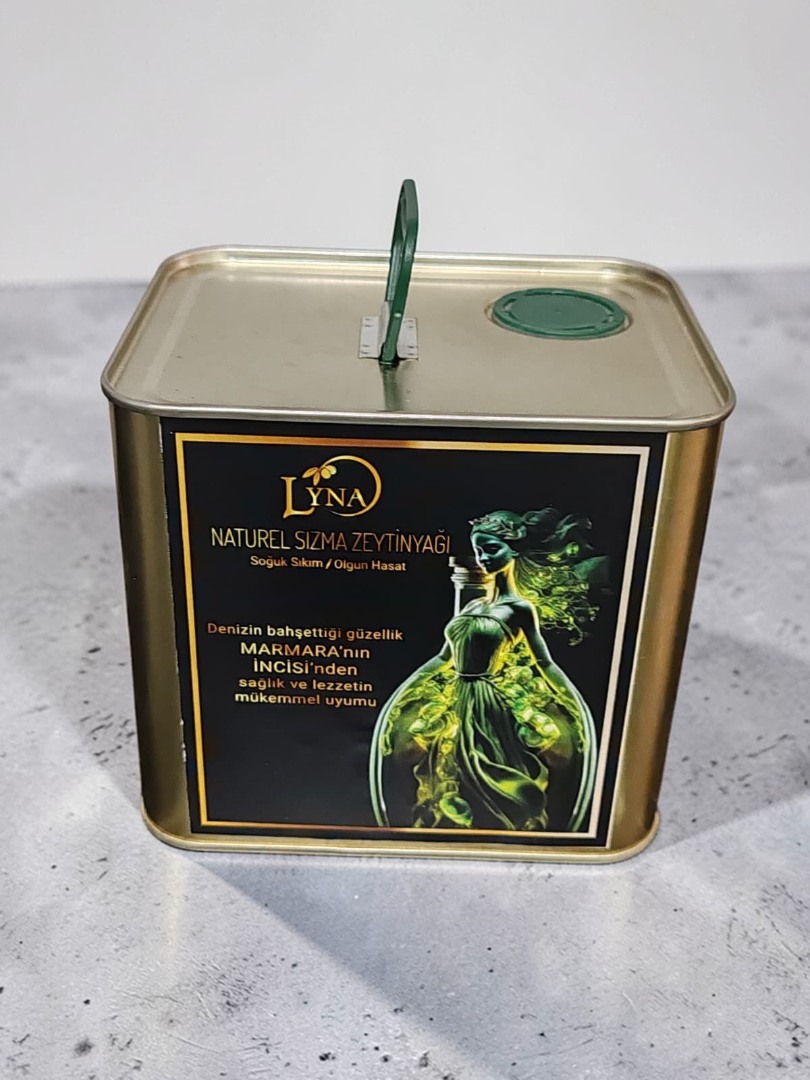 LYNA
NATUREL SIZMA ZEYTİNYAĞI
Soğuk Sıkım / Olgun Hasat
Denizin bahşettiği güzellik
MARMARA'nın
İNCİSİ'nden
sağlık ve lezzetin
mükemmel uyumu